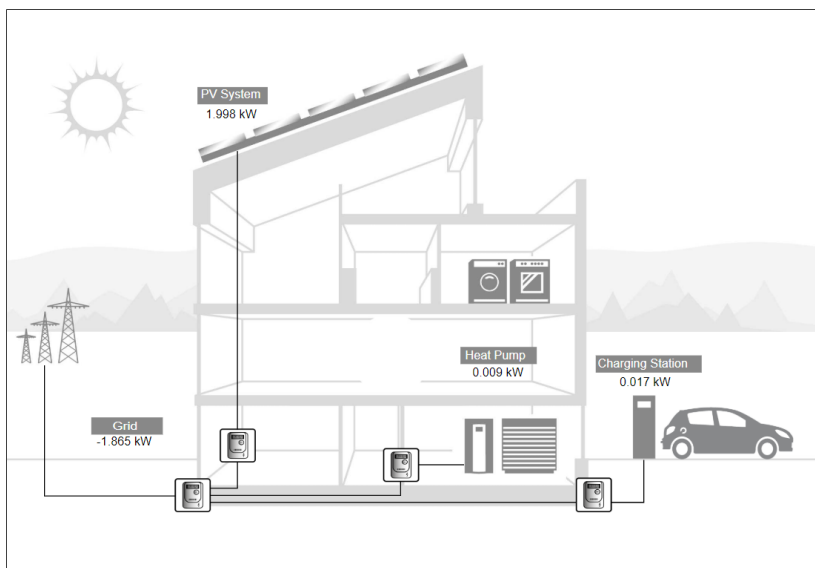 PV System
1.998 kW
Heat Pump
0.009 kW
Charging Station
0.017 kW
Grid
-1.865 kW